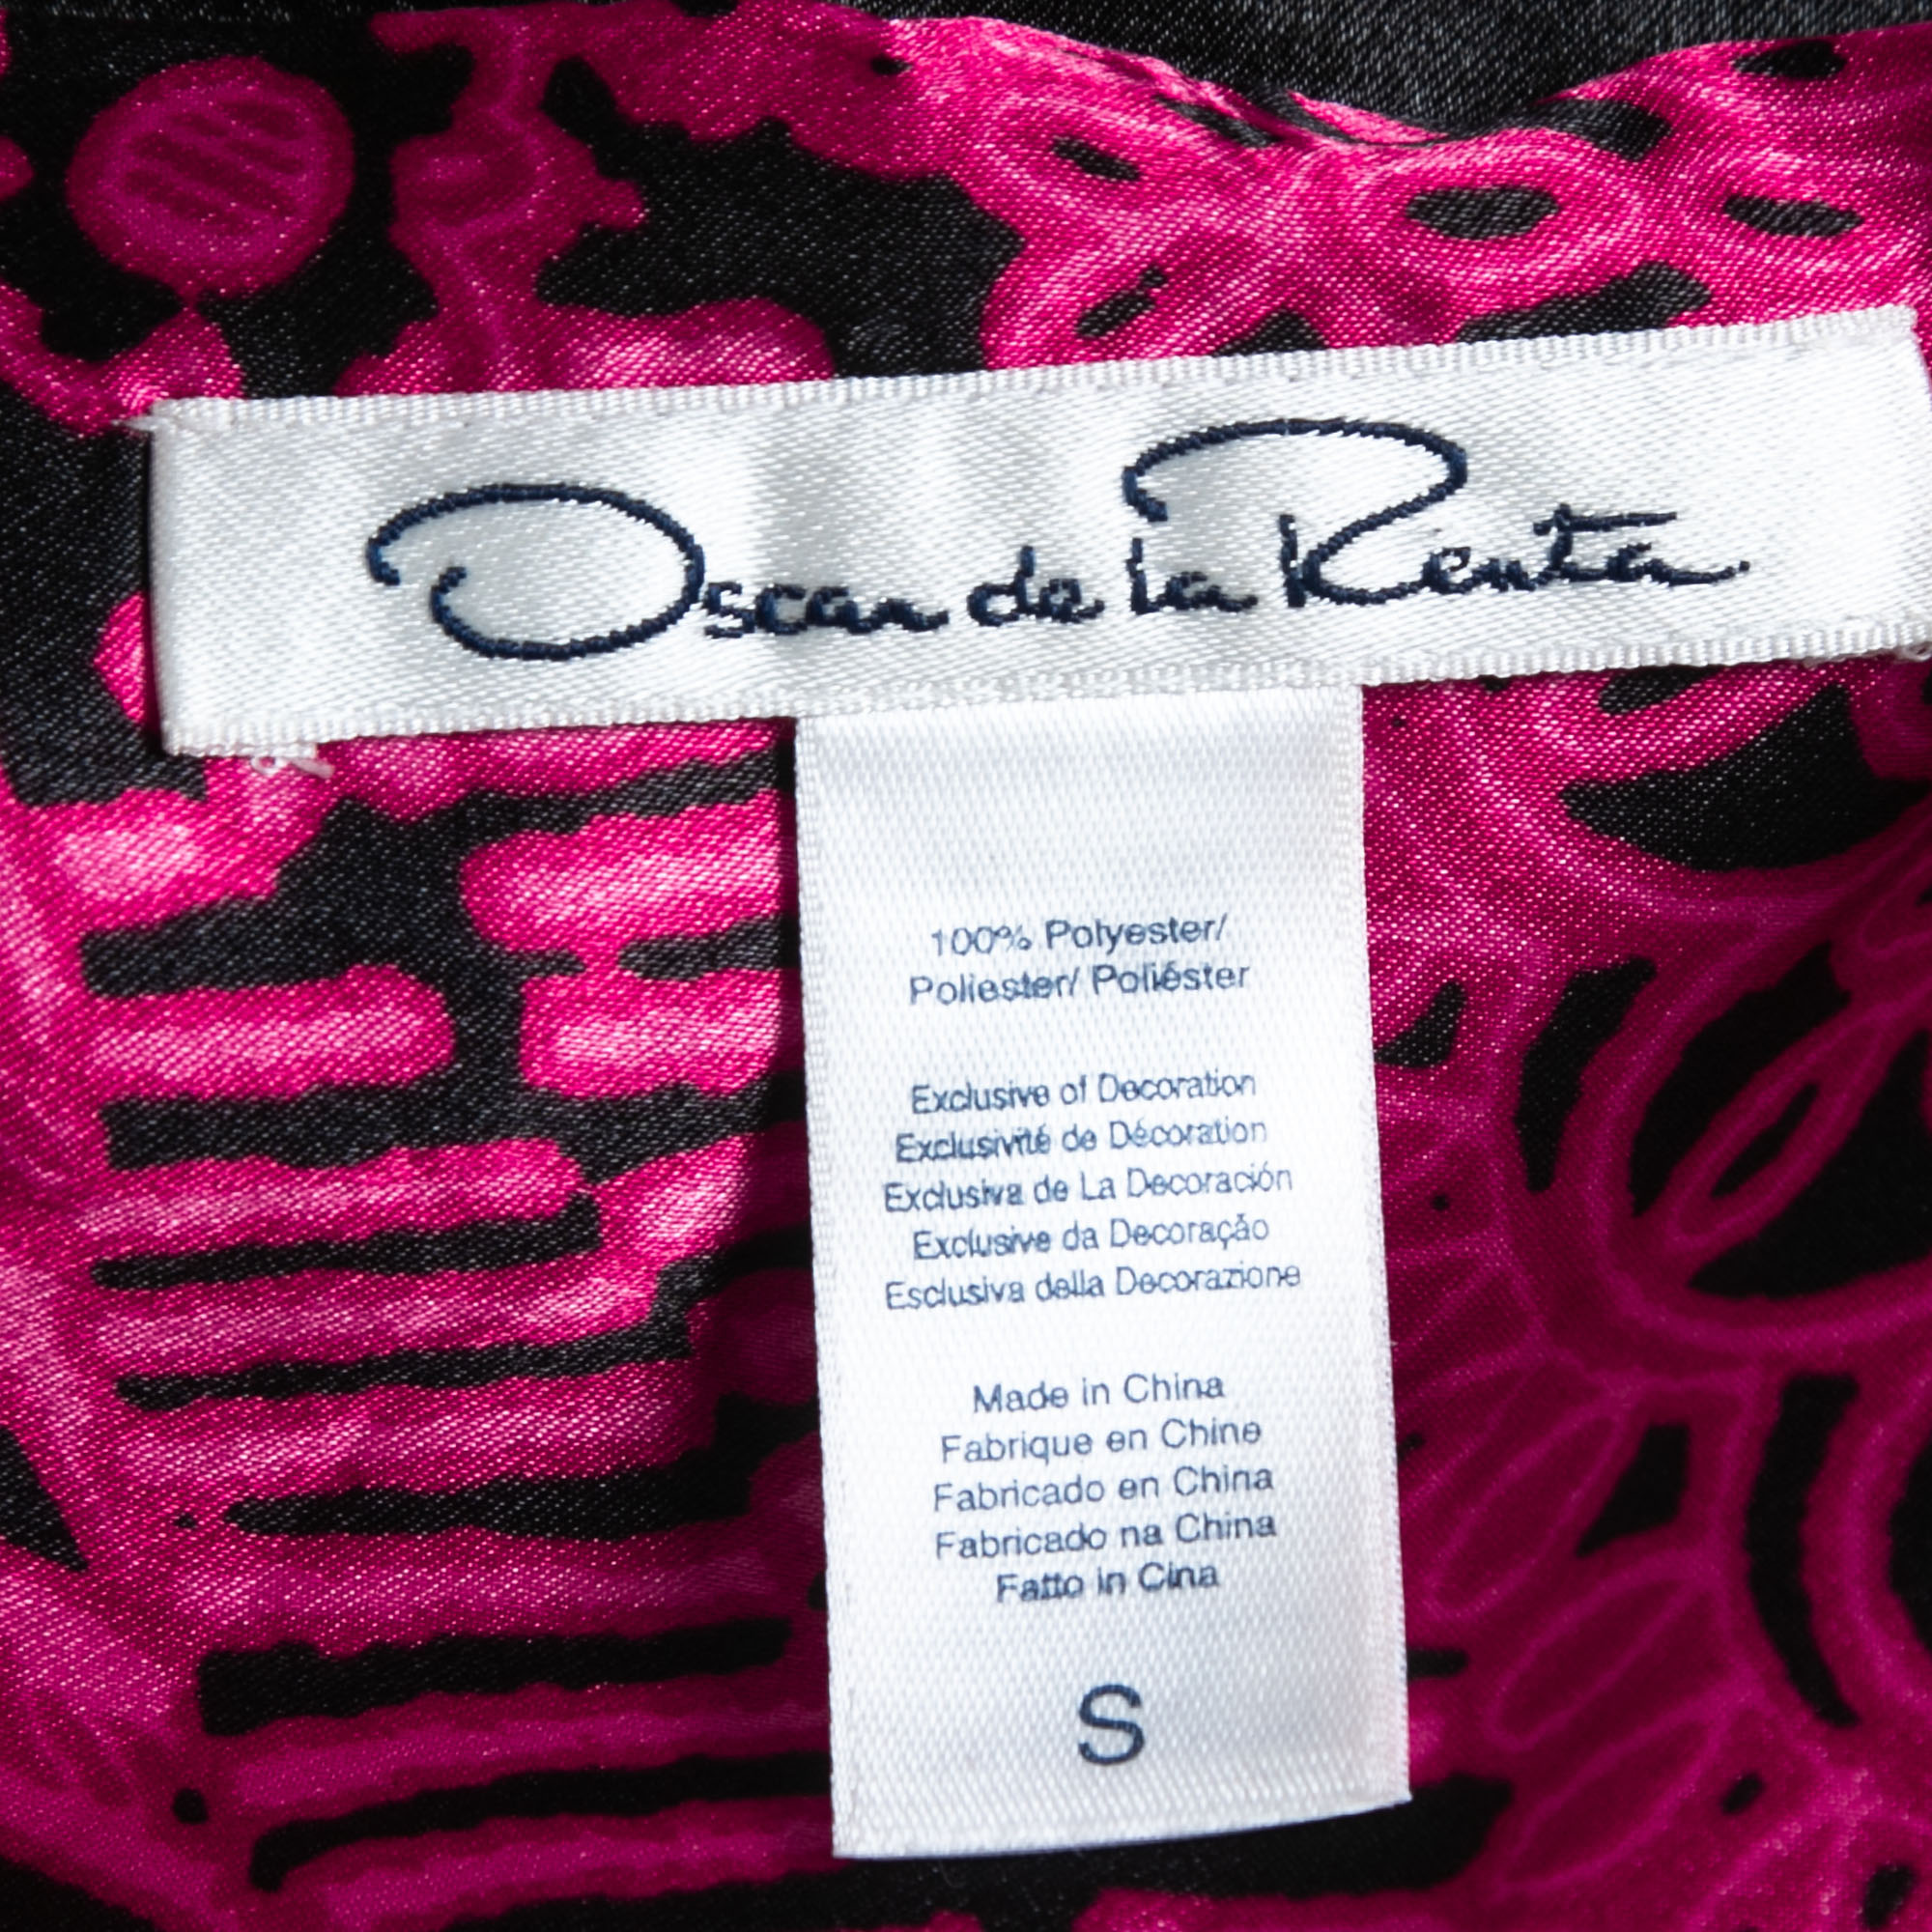 Oscar de la Renta
100% Polyester/
Poliester/ Poliéster
Exclusive of Decoration
Exclusivité de Décoration
Exclusiva de La Decoración
Exclusive da Decoração
Esclusiva della Decorazione
Made in China
Fabrique en Chine
Fabricado en China
Fabricado na China
Fatto in Cina
S